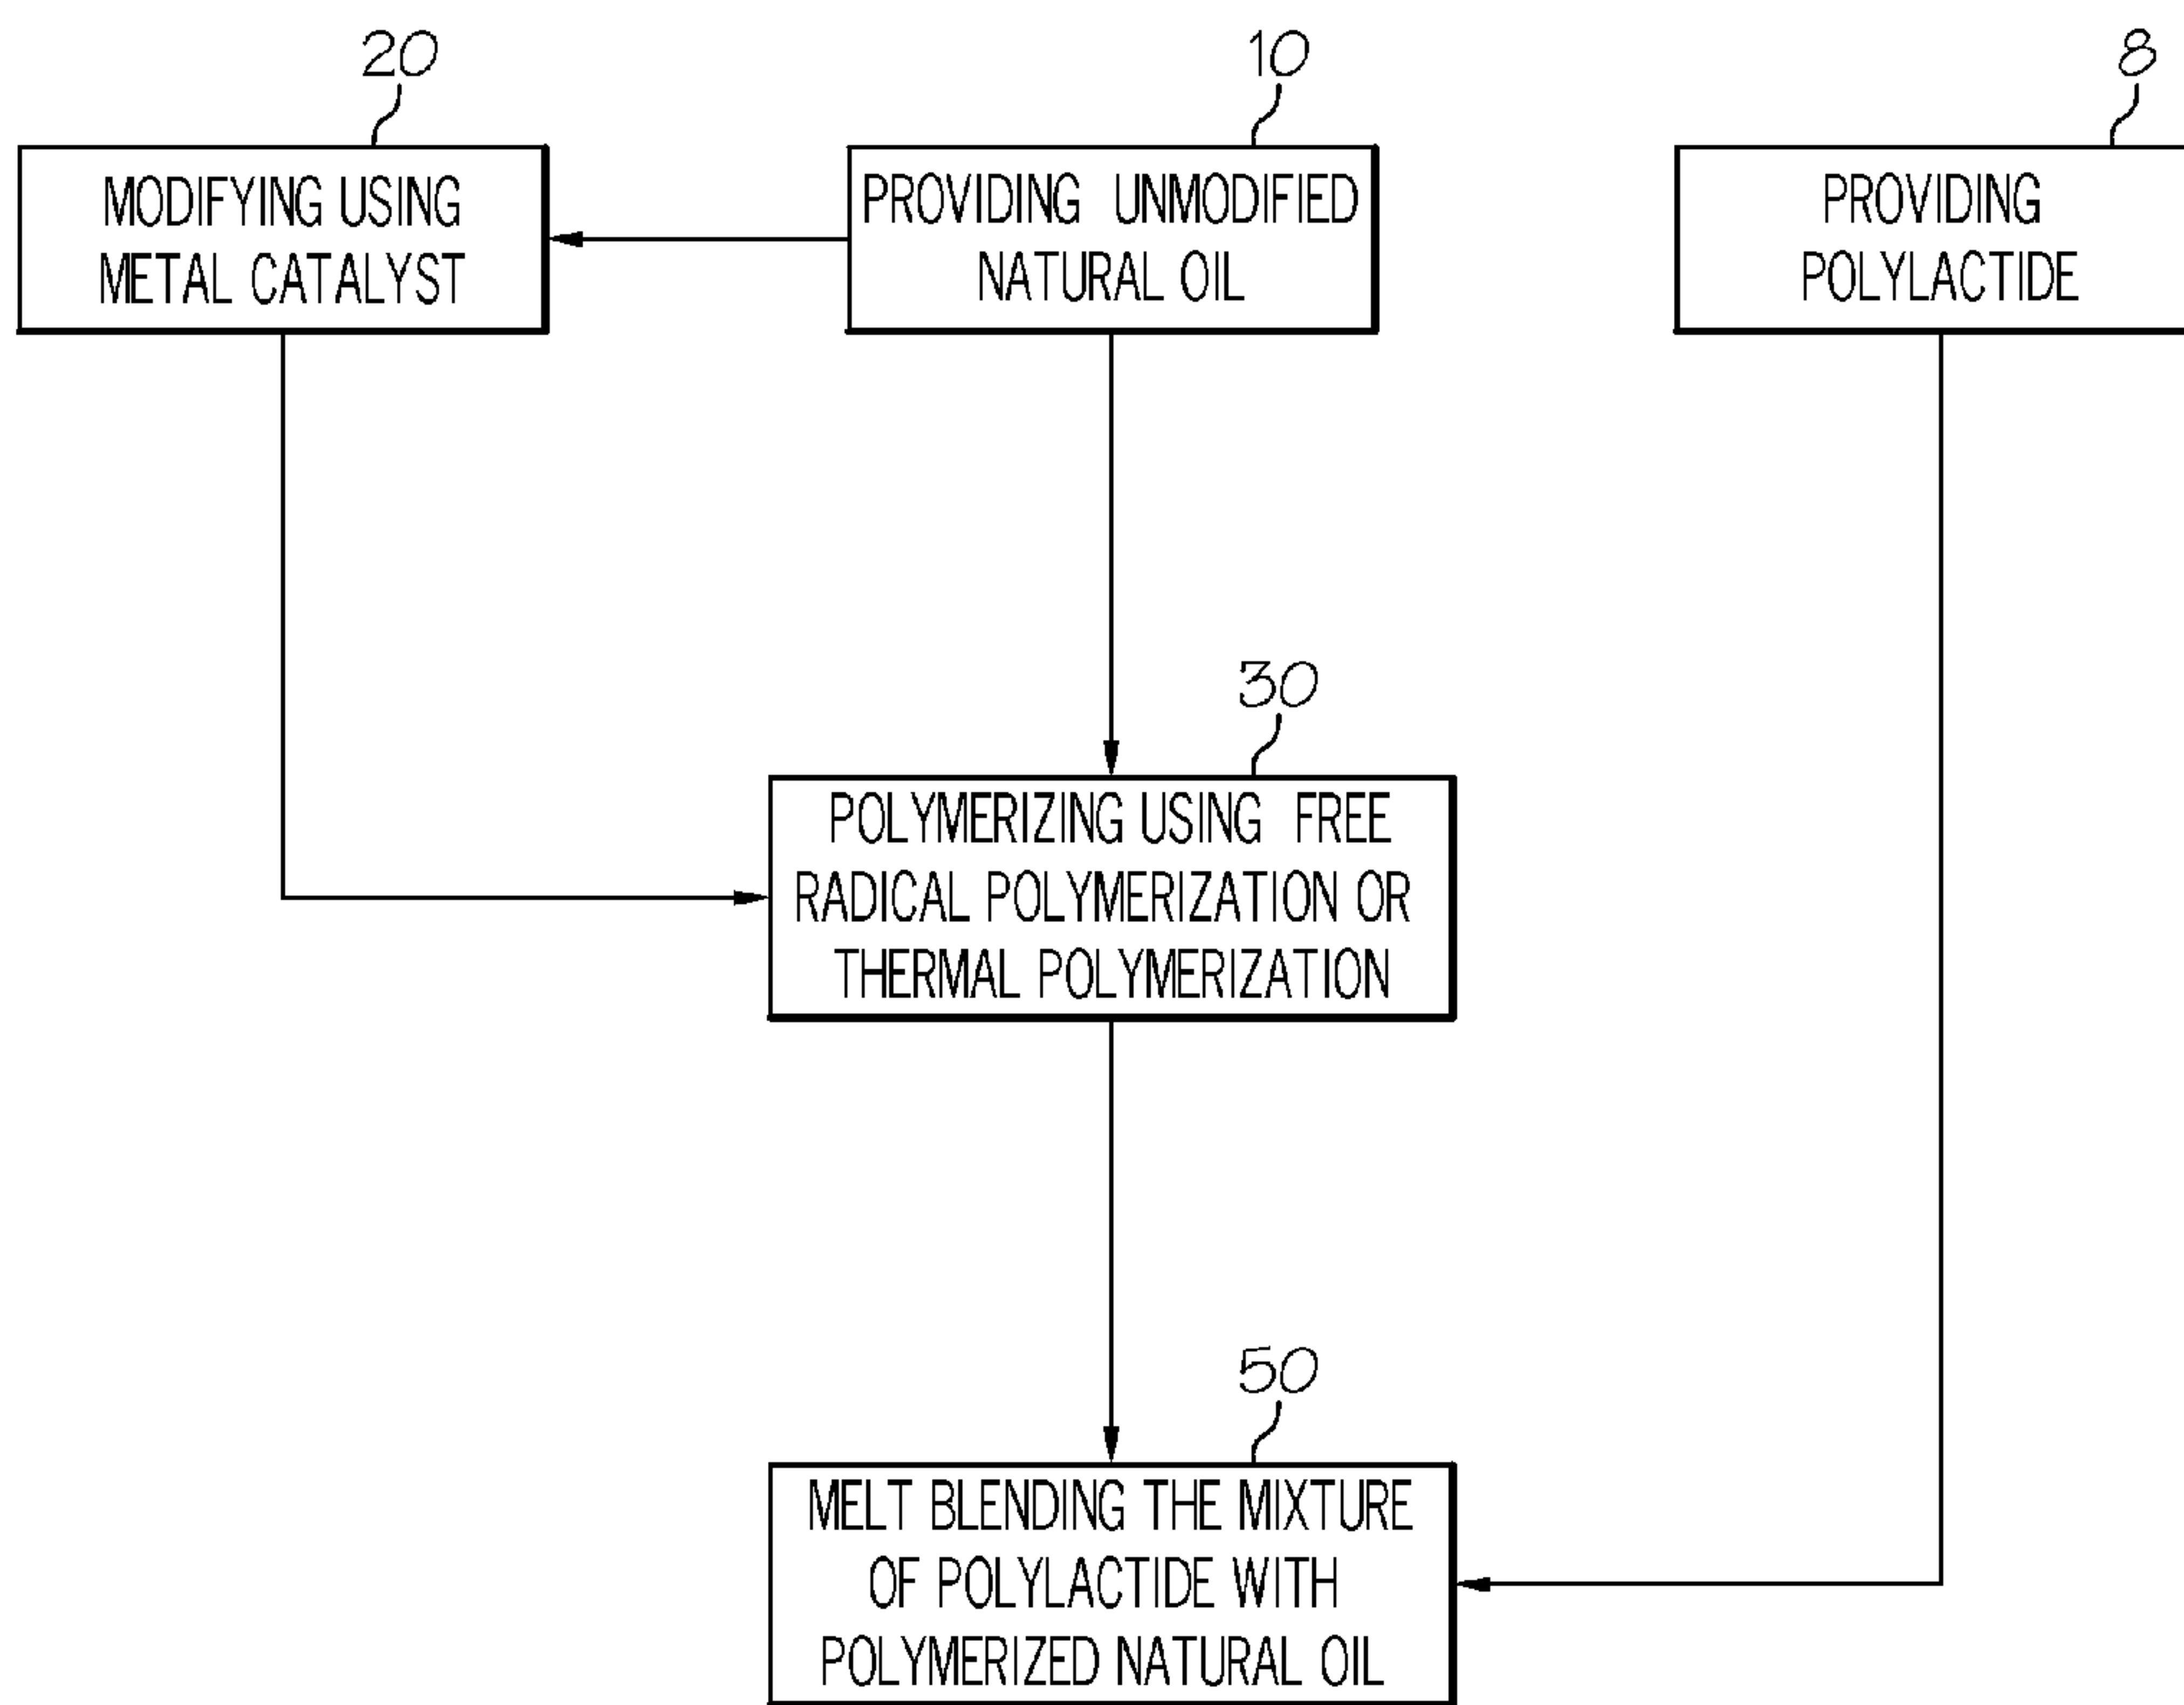 20
10
8
MODIFYING USING
METAL CATALYST
PROVIDING UNMODIFIED
NATURAL OIL
PROVIDING
POLYLACTIDE
30
POLYMERIZING USING FREE
RADICAL POLYMERIZATION OR
THERMAL POLYMERIZATION
50
MELT BLENDING THE MIXTURE
OF POLYLACTIDE WITH
POLYMERIZED NATURAL OIL